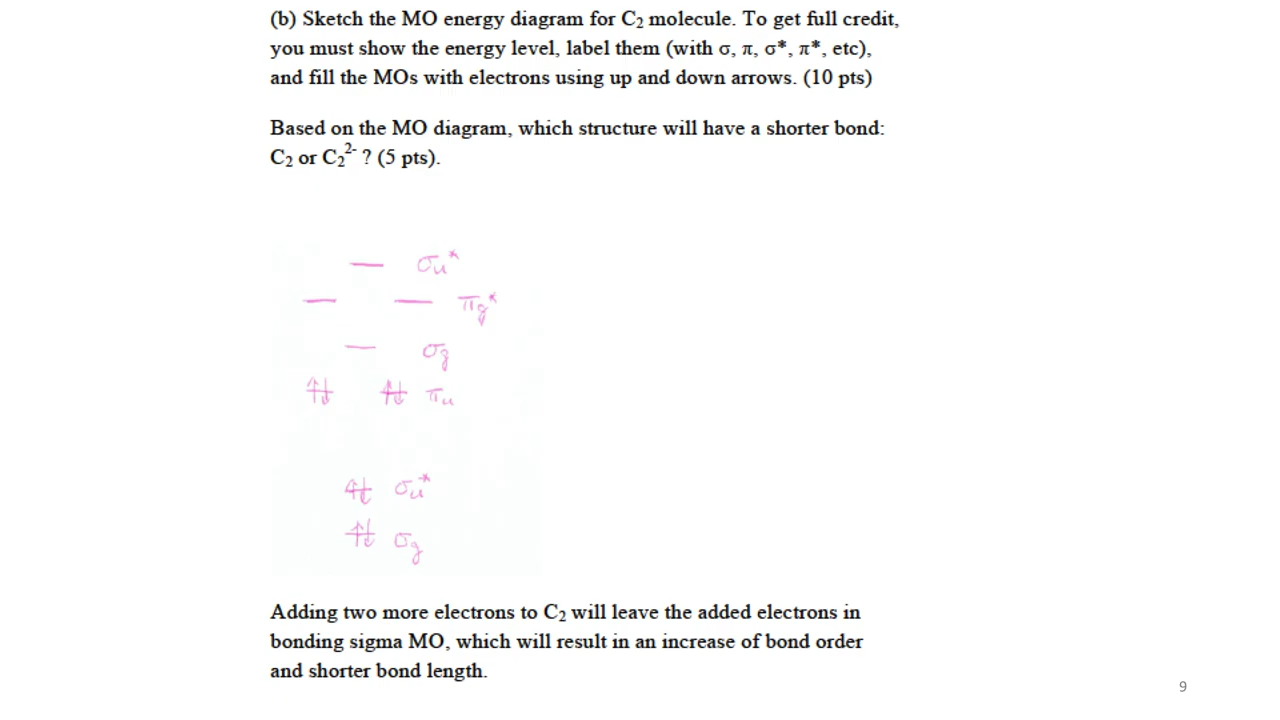 (b) Sketch the MO energy diagram for C₂ molecule. To get full credit,
you must show the energy level, label them (with σ, π, σ*, π*, etc),
and fill the MOs with electrons using up and down arrows. (10 pts)
Based on the MO diagram, which structure will have a shorter bond:
C₂ or C₂²⁻ ? (5 pts).
σu*
πg*
σg
πu
σu*
σg
Adding two more electrons to C₂ will leave the added electrons in
bonding sigma MO, which will result in an increase of bond order
and shorter bond length.
9